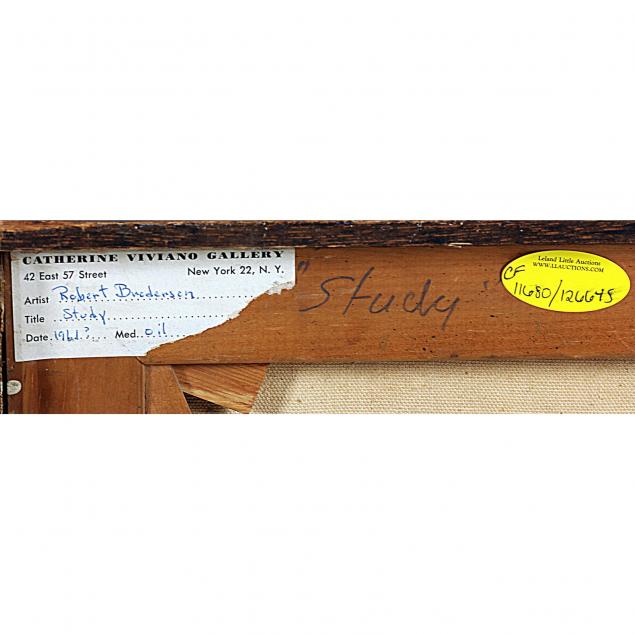 CATHERINE VIVIANO GALLERY
42 East 57 Street New York 22, N. Y.
Artist Robert Brederson
Title Study
Date 1961? Med. oil
"Study"
Leland Little Auctions
WWW.LLAUCTIONS.COM
CF
11680/126645